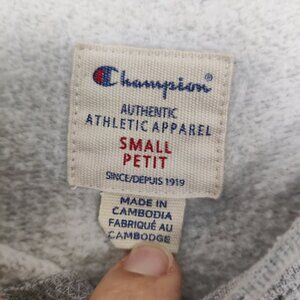 Champion®
AUTHENTIC
ATHLETIC APPAREL
SMALL
PETIT
SINCE/DEPUIS 1919
MADE IN
CAMBODIA
FABRIQUÉ AU
CAMBODGE